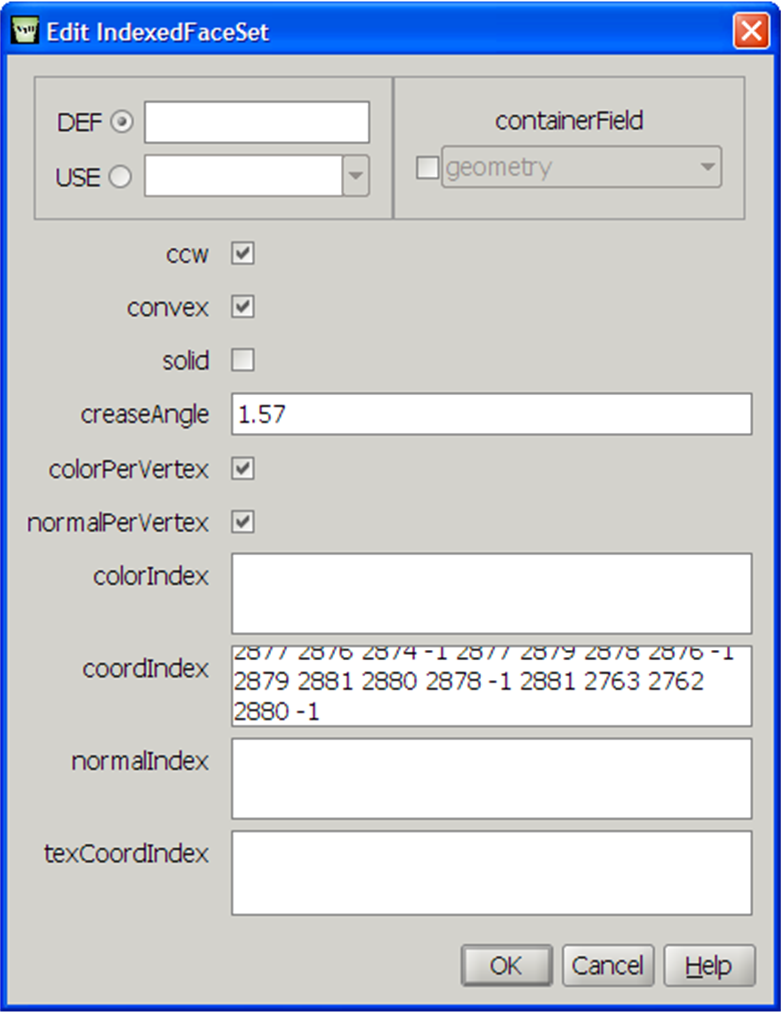 Edit IndexedFaceSet
DEF
containerField
USE
geometry
ccw
convex
solid
creaseAngle 1.57
colorPerVertex
normalPerVertex
colorIndex
2877 2876 2874 -1 2877 2879 2878 2876 -1
coordIndex
2879 2881 2880 2878 -1 2881 2763 2762
2880 -1
normalIndex
texCoordIndex
OK Cancel Help